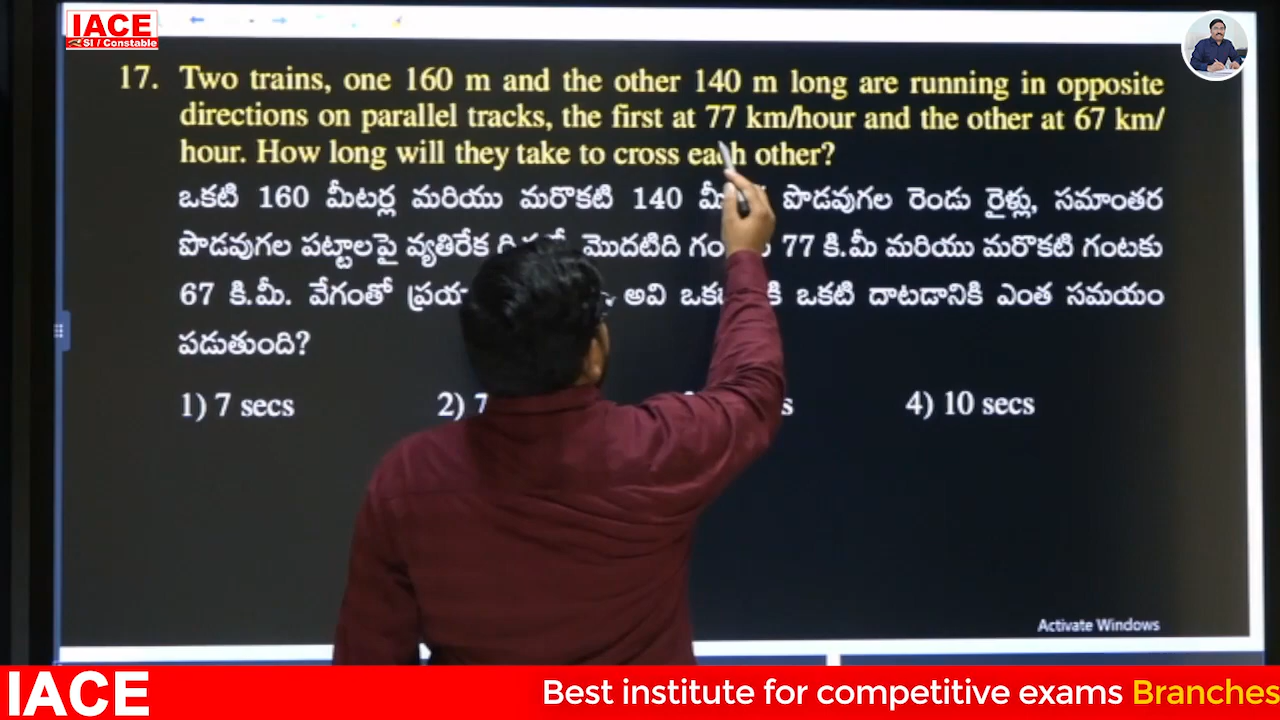 IACE
SI / Constable
17. Two trains, one 160 m and the other 140 m long are running in opposite
directions on parallel tracks, the first at 77 km/hour and the other at 67 km/
hour. How long will they take to cross each other?
ఒకటి 160 మీటర్ల మరియు మరొకటి 140 పొడవుగల రెండు రైళ్లు, సమాంతర
పొడవుగల పట్టాలపై వ్యతిరేక మొదటిది 77 కి.మీ మరియు మరొకటి గంటకు
67 కి.మీ. వేగంతో అవి ఒకటి దాటడానికి ఎంత సమయం
పడుతుంది?
1) 7 secs 2) 4) 10 secs
Activate Windows
IACE Best institute for competitive exams Branches